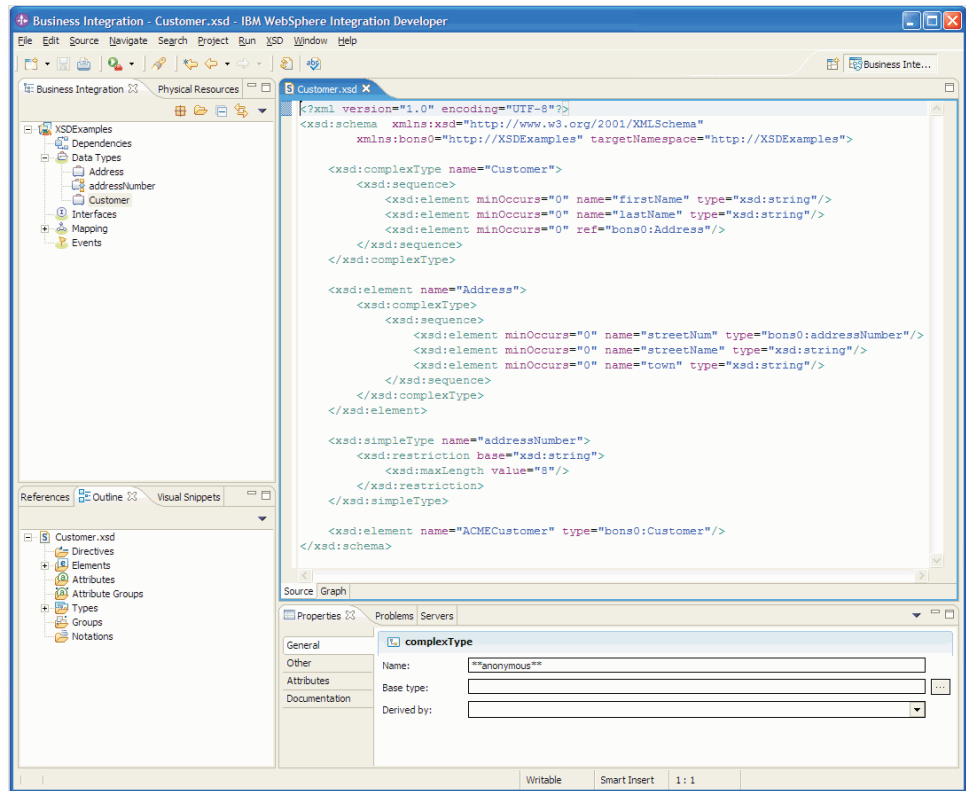 Business Integration - Customer.xsd - IBM WebSphere Integration Developer
File Edit Source Navigate Search Project Run XSD Window Help
Business Inte...
Business Integration
Physical Resources
XSDExamples
Dependencies
Data Types
Address
addressNumber
Customer
Interfaces
Mapping
Events
Customer.xsd
<?xml version="1.0" encoding="UTF-8"?>
<xsd:schema  xmlns:xsd="http://www.w3.org/2001/XMLSchema"
        xmlns:bons0="http://XSDExamples" targetNamespace="http://XSDExamples">
    <xsd:complexType name="Customer">
        <xsd:sequence>
            <xsd:element minOccurs="0" name="firstName" type="xsd:string"/>
            <xsd:element minOccurs="0" name="lastName" type="xsd:string"/>
            <xsd:element minOccurs="0" ref="bons0:Address"/>
        </xsd:sequence>
    </xsd:complexType>
    <xsd:element name="Address">
        <xsd:complexType>
            <xsd:sequence>
                <xsd:element minOccurs="0" name="streetNum" type="bons0:addressNumber"/>
                <xsd:element minOccurs="0" name="streetName" type="xsd:string"/>
                <xsd:element minOccurs="0" name="town" type="xsd:string"/>
            </xsd:sequence>
        </xsd:complexType>
    </xsd:element>
    <xsd:simpleType name="addressNumber">
        <xsd:restriction base="xsd:string">
            <xsd:maxLength value="8"/>
        </xsd:restriction>
    </xsd:simpleType>
    <xsd:element name="ACMECustomer" type="bons0:Customer"/>
</xsd:schema>
Source Graph
References Outline Visual Snippets
Customer.xsd
Directives
Elements
Attributes
Attribute Groups
Types
Groups
Notations
Properties Problems Servers
General
Other
Attributes
Documentation
complexType
Name: **anonymous**
Base type: ...
Derived by:
Writable Smart Insert 1 : 1